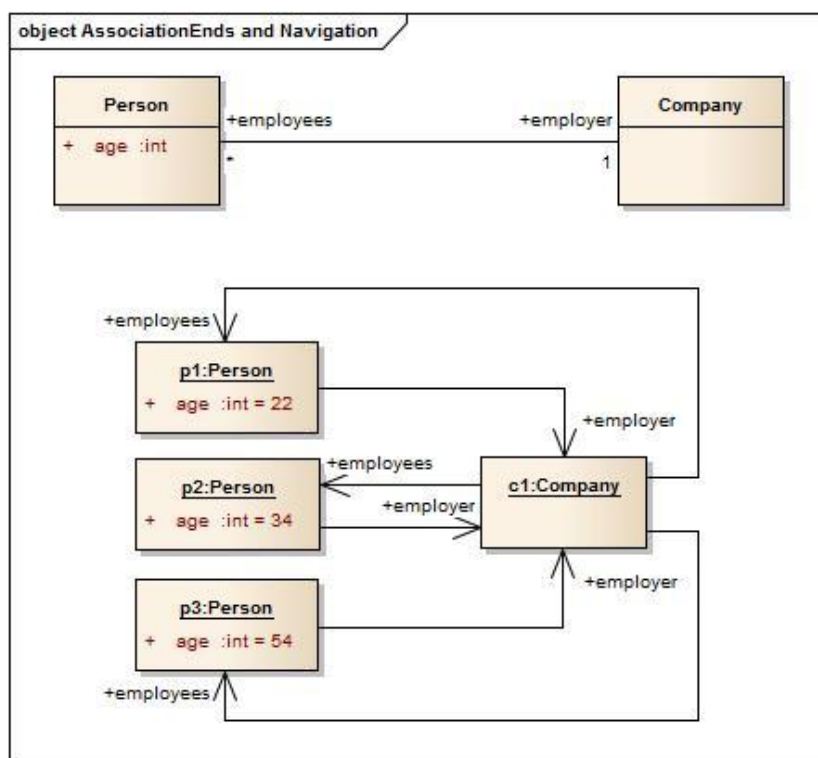 object AssociationEnds and Navigation
Person
+ age :int
+employees
*
+employer
1
Company
+employees
p1:Person
+ age :int = 22
+employer
p2:Person
+ age :int = 34
+employees
+employer
c1:Company
p3:Person
+ age :int = 54
+employer
+employees